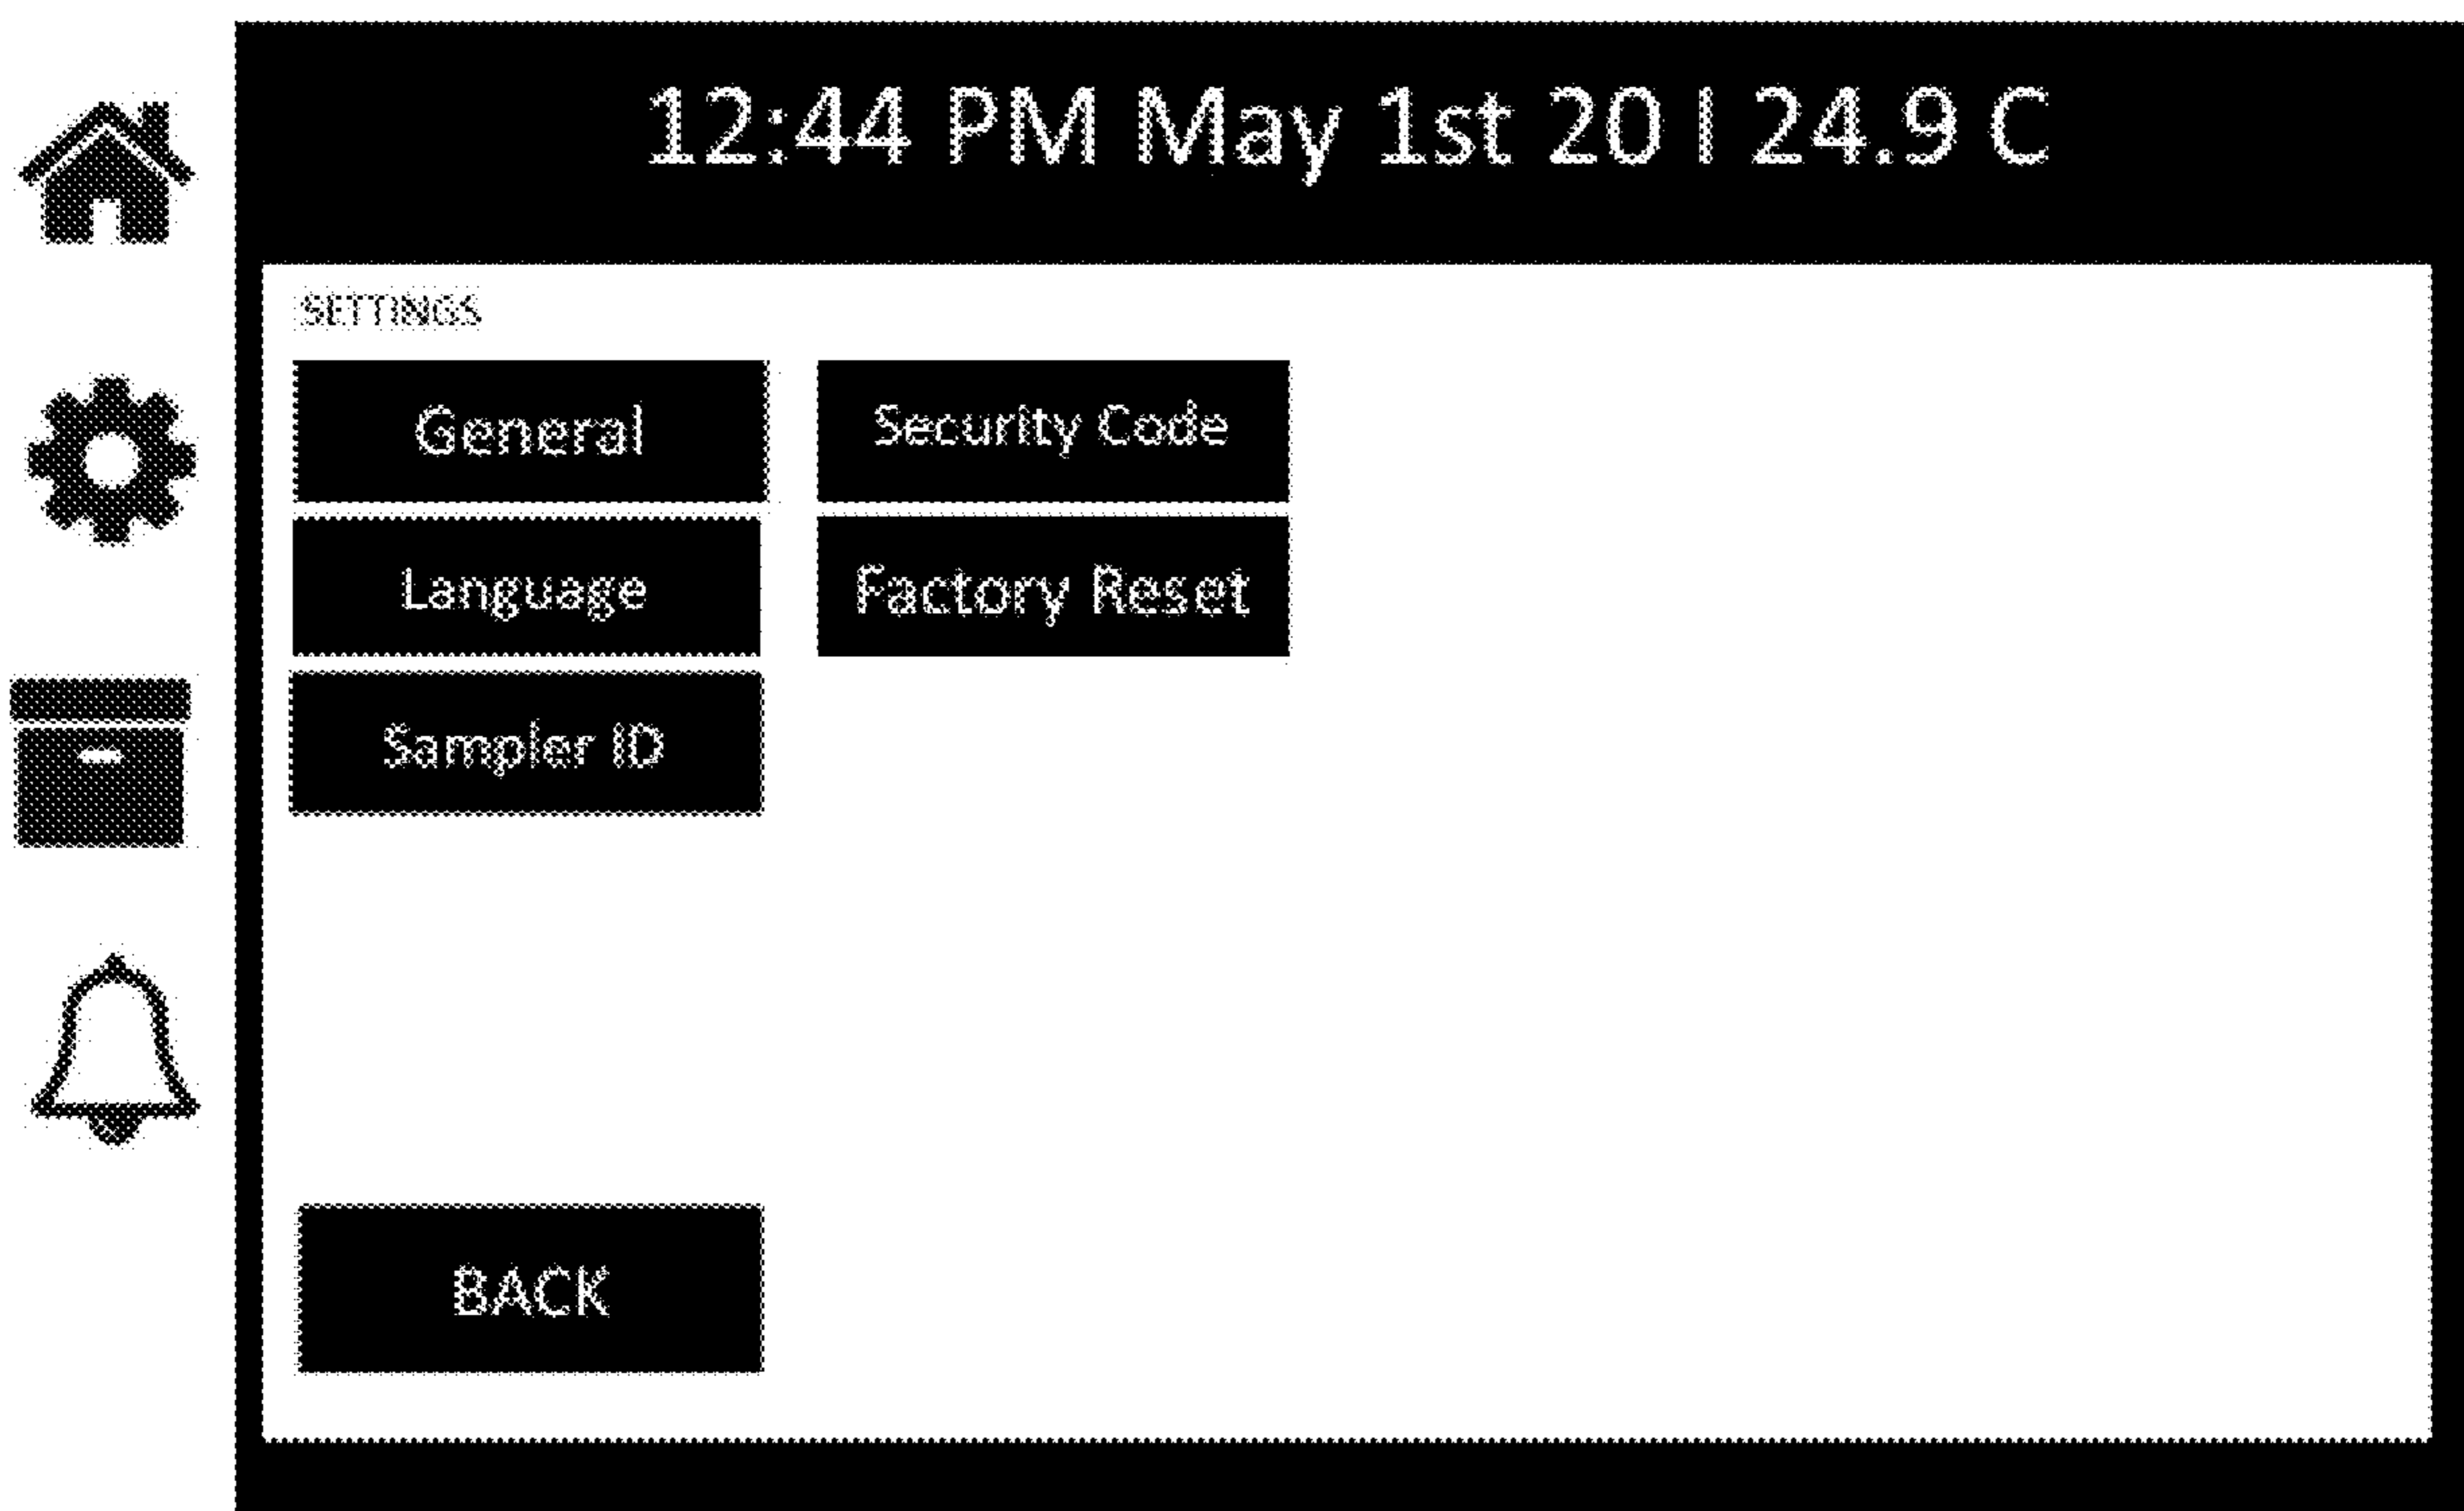 12:44 PM May 1st 20 | 24.9 C
SETTINGS
General
Security Code
Language
Factory Reset
Sampler ID
BACK